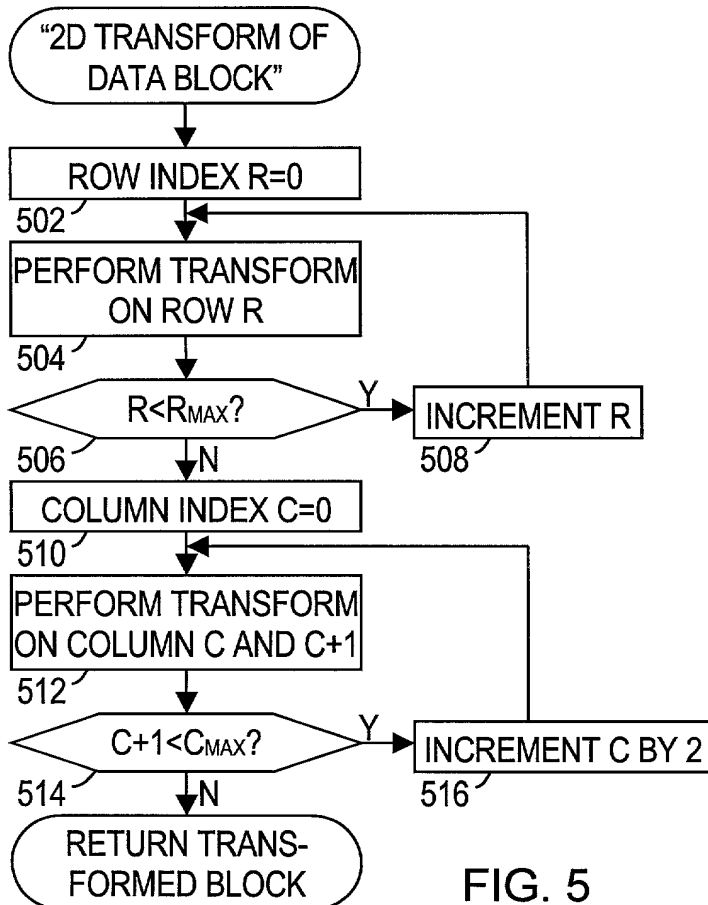 “2D TRANSFORM OF
DATA BLOCK”
ROW INDEX R=0
502
PERFORM TRANSFORM
ON ROW R
504
R<RMAX?
Y
INCREMENT R
506
N
508
COLUMN INDEX C=0
510
PERFORM TRANSFORM
ON COLUMN C AND C+1
512
C+1<CMAX?
Y
INCREMENT C BY 2
514
N
516
RETURN TRANS-
FORMED BLOCK
FIG. 5